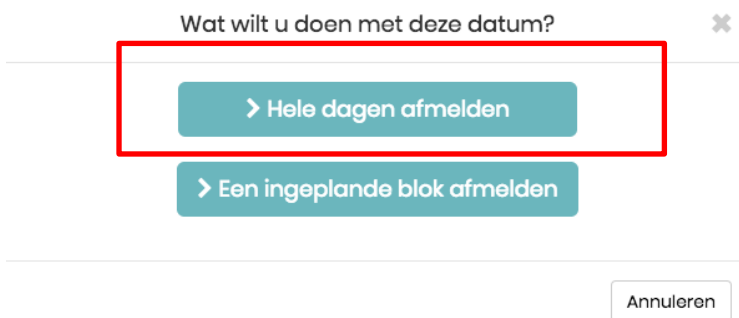 Wat wilt u doen met deze datum?
Hele dagen afmelden
Een ingeplande blok afmelden
Annuleren